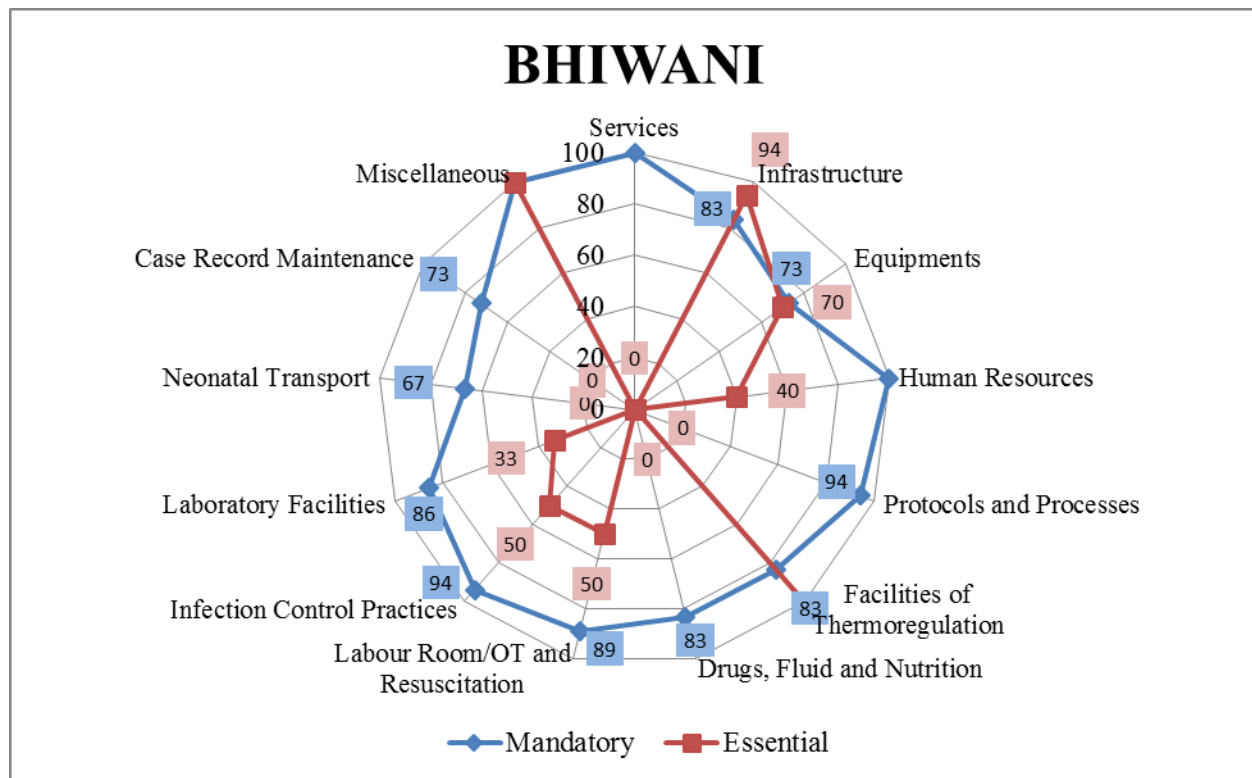 BHIWANI
Services
100
94
Miscellaneous
Infrastructure
80
83
Case Record Maintenance
73
60
73
Equipments
70
40
20
0
Neonatal Transport
67
0
0
0
40
Human Resources
0
33
0
94
Laboratory Facilities
86
Protocols and Processes
50
94
50
83
Facilities of
Thermoregulation
Infection Control Practices
Labour Room/OT and
Resuscitation
89
83
Drugs, Fluid and Nutrition
Mandatory
Essential